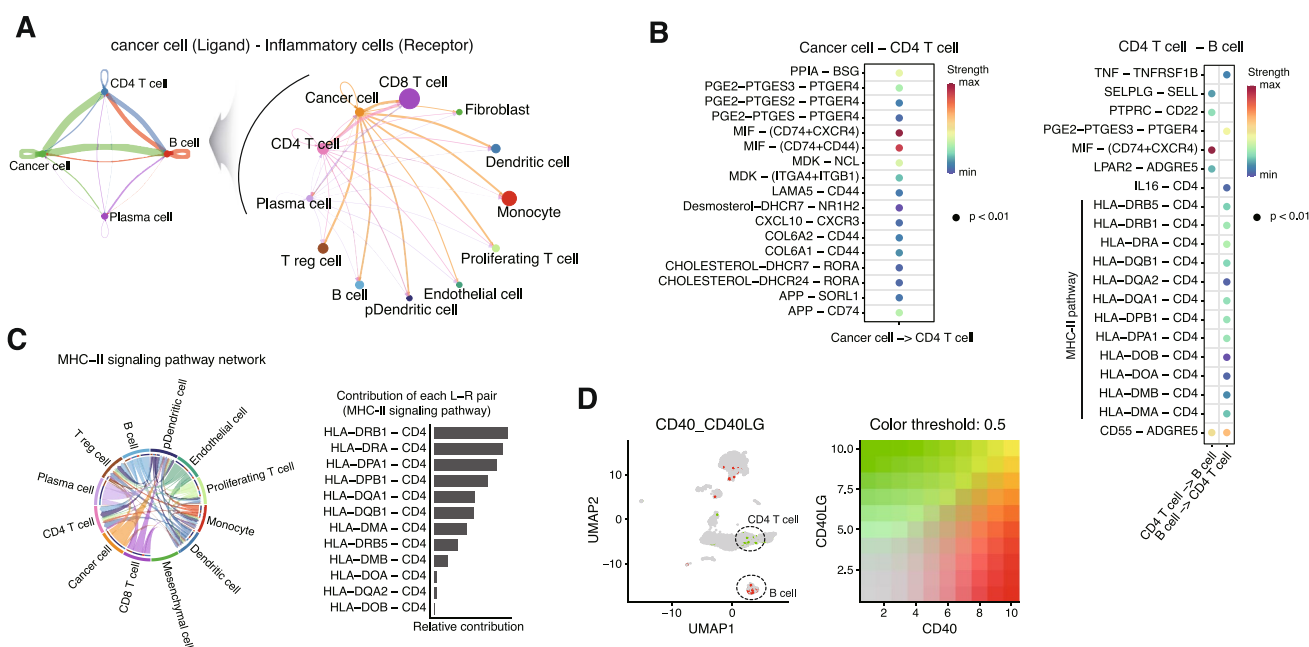 A
cancer cell (Ligand) - Inflammatory cells (Receptor)
CD4 T cell
B cell
Cancer cell
Plasma cell
CD8 T cell
Cancer cell
Fibroblast
CD4 T cell
Dendritic cell
Plasma cell
Monocyte
T reg cell
Proliferating T cell
B cell
Endothelial cell
pDendritic cell
B
Cancer cell – CD4 T cell
PPIA – BSG
PGE2–PTGES3 – PTGER4
PGE2–PTGES2 – PTGER4
PGE2–PTGES – PTGER4
MIF – (CD74+CXCR4)
MIF – (CD74+CD44)
MDK – NCL
MDK – (ITGA4+ITGB1)
LAMA5 – CD44
Desmosterol–DHCR7 – NR1H2
CXCL10 – CXCR3
COL6A2 – CD44
COL6A1 – CD44
CHOLESTEROL–DHCR7 – RORA
CHOLESTEROL–DHCR24 – RORA
APP – SORL1
APP – CD74
Cancer cell –> CD4 T cell
Strength
max
min
p < 0.01
CD4 T cell – B cell
TNF – TNFRSF1B
SELPLG – SELL
PTPRC – CD22
PGE2–PTGES3 – PTGER4
MIF – (CD74+CXCR4)
LPAR2 – ADGRE5
IL16 – CD4
HLA–DRB5 – CD4
HLA–DRB1 – CD4
HLA–DRA – CD4
HLA–DQB1 – CD4
HLA–DQA2 – CD4
HLA–DQA1 – CD4
HLA–DPB1 – CD4
HLA–DPA1 – CD4
HLA–DOB – CD4
HLA–DOA – CD4
HLA–DMB – CD4
HLA–DMA – CD4
CD55 – ADGRE5
MHC–II pathway
CD4 T cell –> B cell
B cell –> CD4 T cell
Strength
max
min
p < 0.01
C
MHC–II signaling pathway network
pDendritic cell
Endothelial cell
Proliferating T cell
Monocyte
Dendritic cell
Mesenchymal cell
CD8 T cell
Cancer cell
CD4 T cell
Plasma cell
T reg cell
B cell
Contribution of each L–R pair
(MHC–II signaling pathway)
HLA–DRB1 – CD4
HLA–DRA – CD4
HLA–DPA1 – CD4
HLA–DPB1 – CD4
HLA–DQA1 – CD4
HLA–DQB1 – CD4
HLA–DMA – CD4
HLA–DRB5 – CD4
HLA–DMB – CD4
HLA–DOA – CD4
HLA–DQA2 – CD4
HLA–DOB – CD4
Relative contribution
D
CD40_CD40LG
UMAP2
10
0
−10
CD4 T cell
B cell
−10
0
UMAP1
Color threshold: 0.5
CD40LG
10.0
7.5
5.0
2.5
2 4 6 8 10
CD40